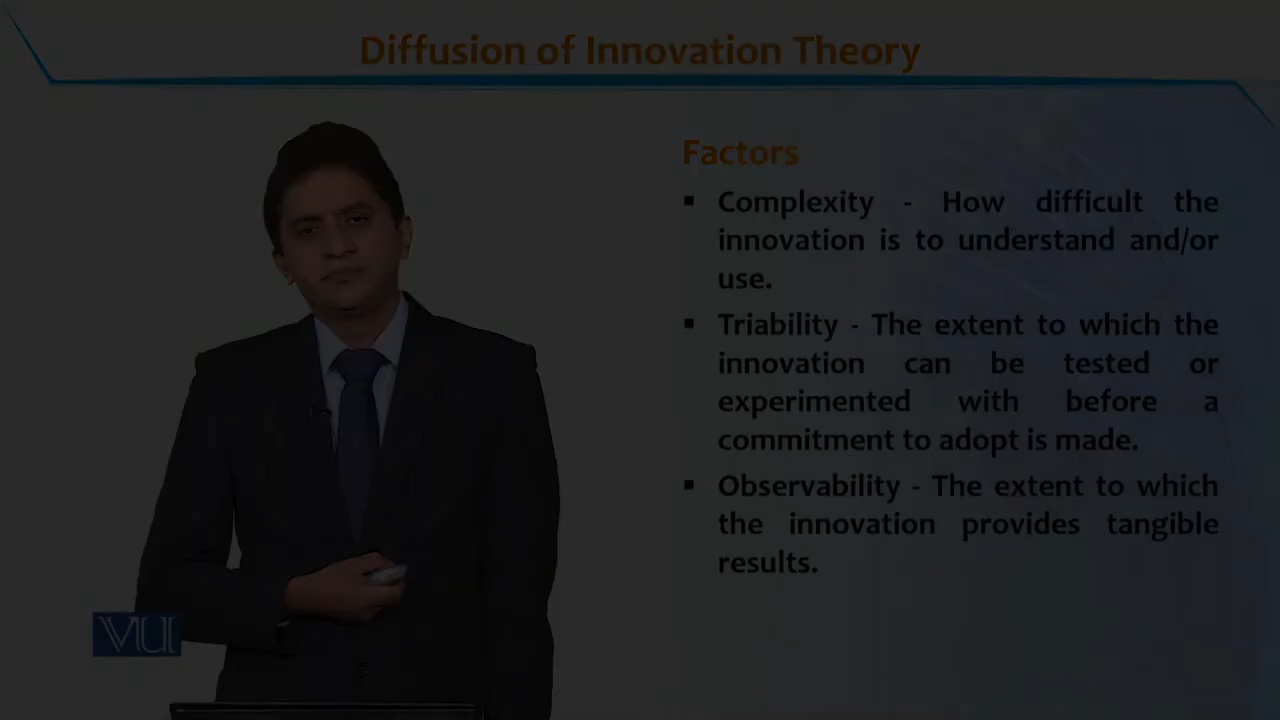 Diffusion of Innovation Theory
Factors
▪ Complexity - How difficult the
innovation is to understand and/or
use.
▪ Triability - The extent to which the
innovation can be tested or
experimented with before a
commitment to adopt is made.
▪ Observability - The extent to which
the innovation provides tangible
results.
VU